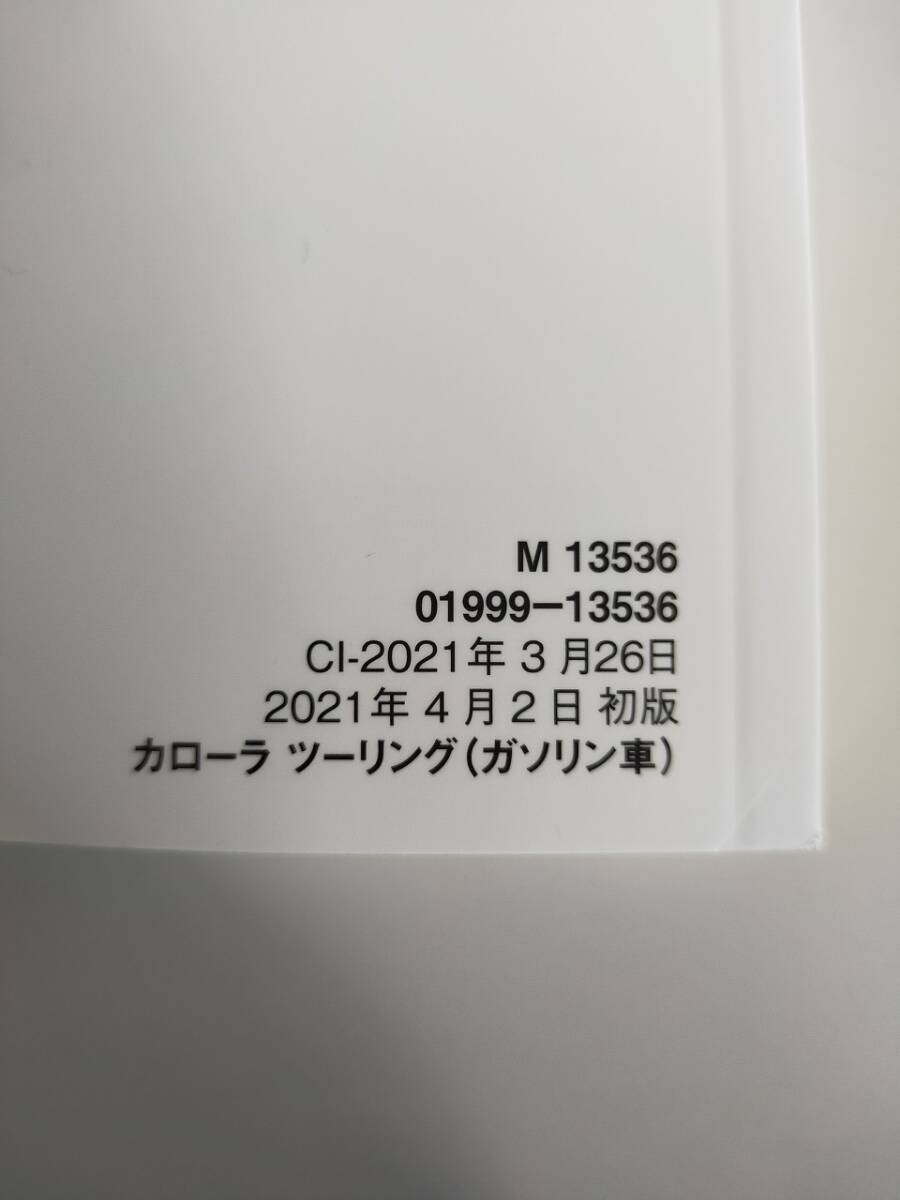 M 13536
01999−13536
CI-2021年 3 月26日
2021年 4 月 2 日 初版
カローラ ツーリング(ガソリン車)